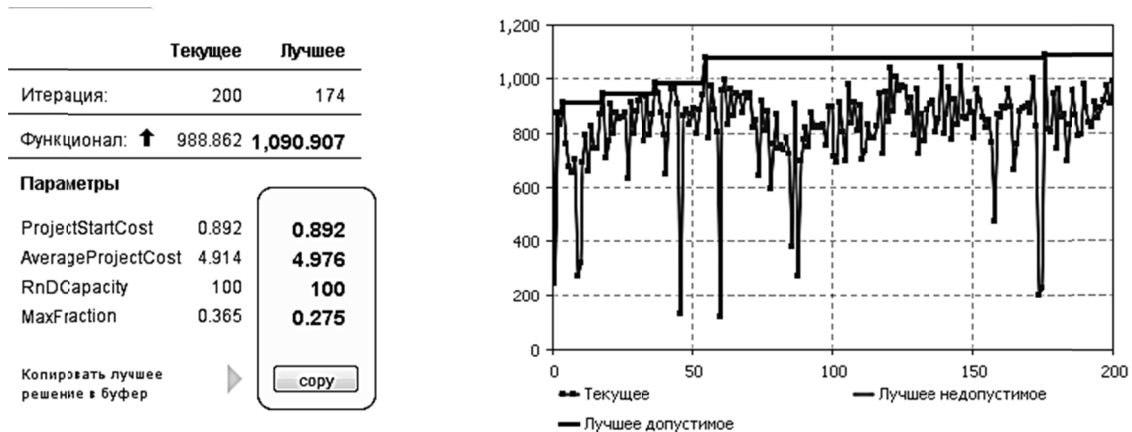 Текущее Лучшее
Итерация: 200 174
Функционал: 988.862 1,090.907
Параметры
ProjectStartCost 0.892 0.892
AverageProjectCost 4.914 4.976
RnDCapacity 100 100
MaxFraction 0.365 0.275
Копировать лучшее
решение в буфер
copy
1,200
1,000
800
600
400
200
0
0 50 100 150 200
Текущее Лучшее недопустимое
Лучшее допустимое